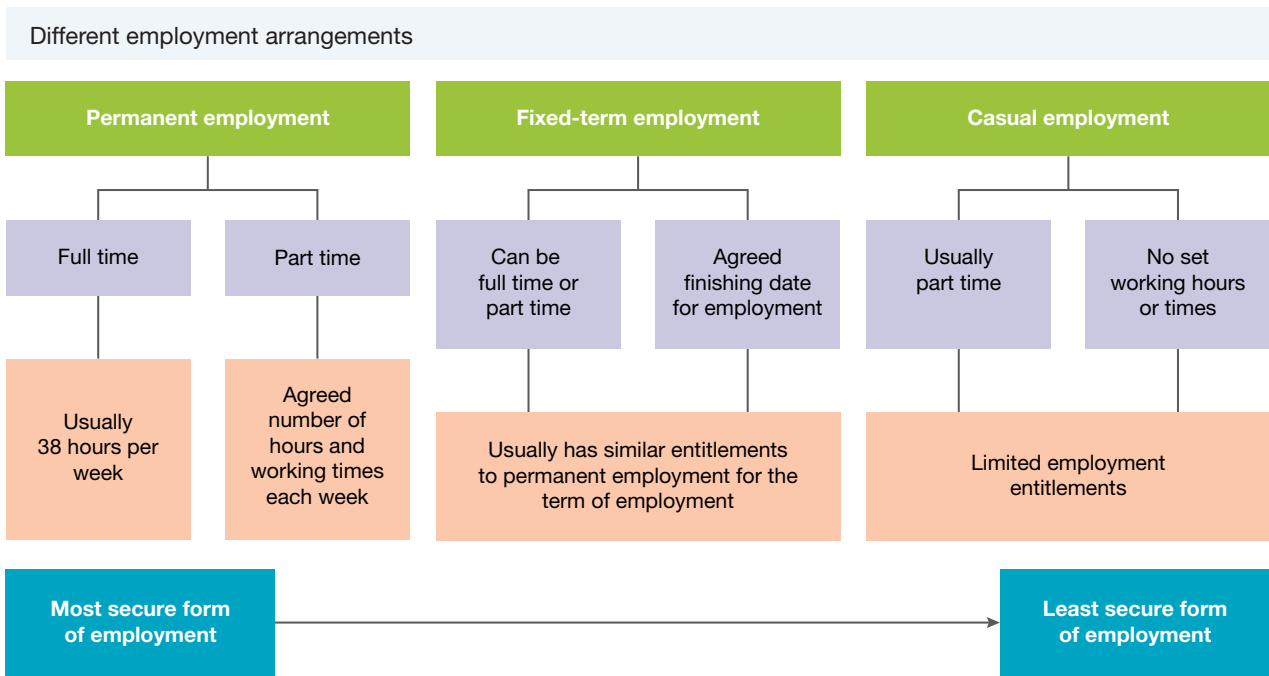 Different employment arrangements
Permanent employment
Full time
Part time
Usually
38 hours per
week
Agreed
number of
hours and
working times
each week
Fixed-term employment
Can be
full time or
part time
Agreed
finishing date
for employment
Usually has similar entitlements
to permanent employment for the
term of employment
Casual employment
Usually
part time
No set
working hours
or times
Limited employment
entitlements
Most secure form
of employment
Least secure form
of employment